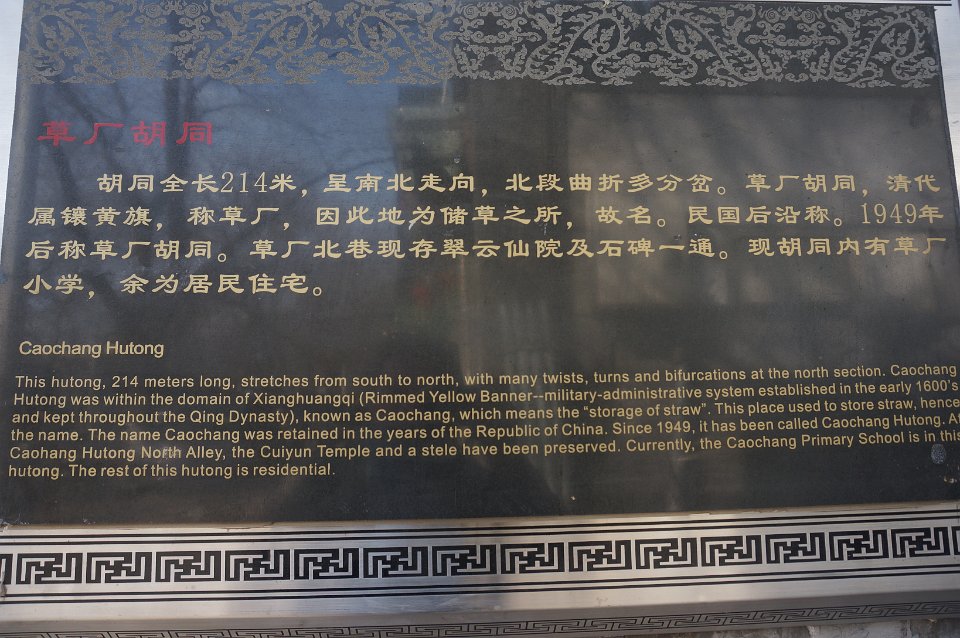 草厂胡同
胡同全长214米，呈南北走向，北段曲折多分岔。草厂胡同，清代
属镶黄旗，称草厂，因此地为储草之所，故名。民国后沿称。1949年
后称草厂胡同。草厂北巷现存翠云仙院及石碑一通。现胡同内有草厂
小学，余为居民住宅。
Caochang Hutong
This hutong, 214 meters long, stretches from south to north, with many twists, turns and bifurcations at the north section. Caochang
Hutong was within the domain of Xianghuangqi (Rimmed Yellow Banner--military-administrative system established in the early 1600's
and kept throughout the Qing Dynasty), known as Caochang, which means the “storage of straw”. This place used to store straw, hence
the name. The name Caochang was retained in the years of the Republic of China. Since 1949, it has been called Caochang Hutong. At
Caohang Hutong North Alley, the Cuiyun Temple and a stele have been preserved. Currently, the Caochang Primary School is in this
hutong. The rest of this hutong is residential.